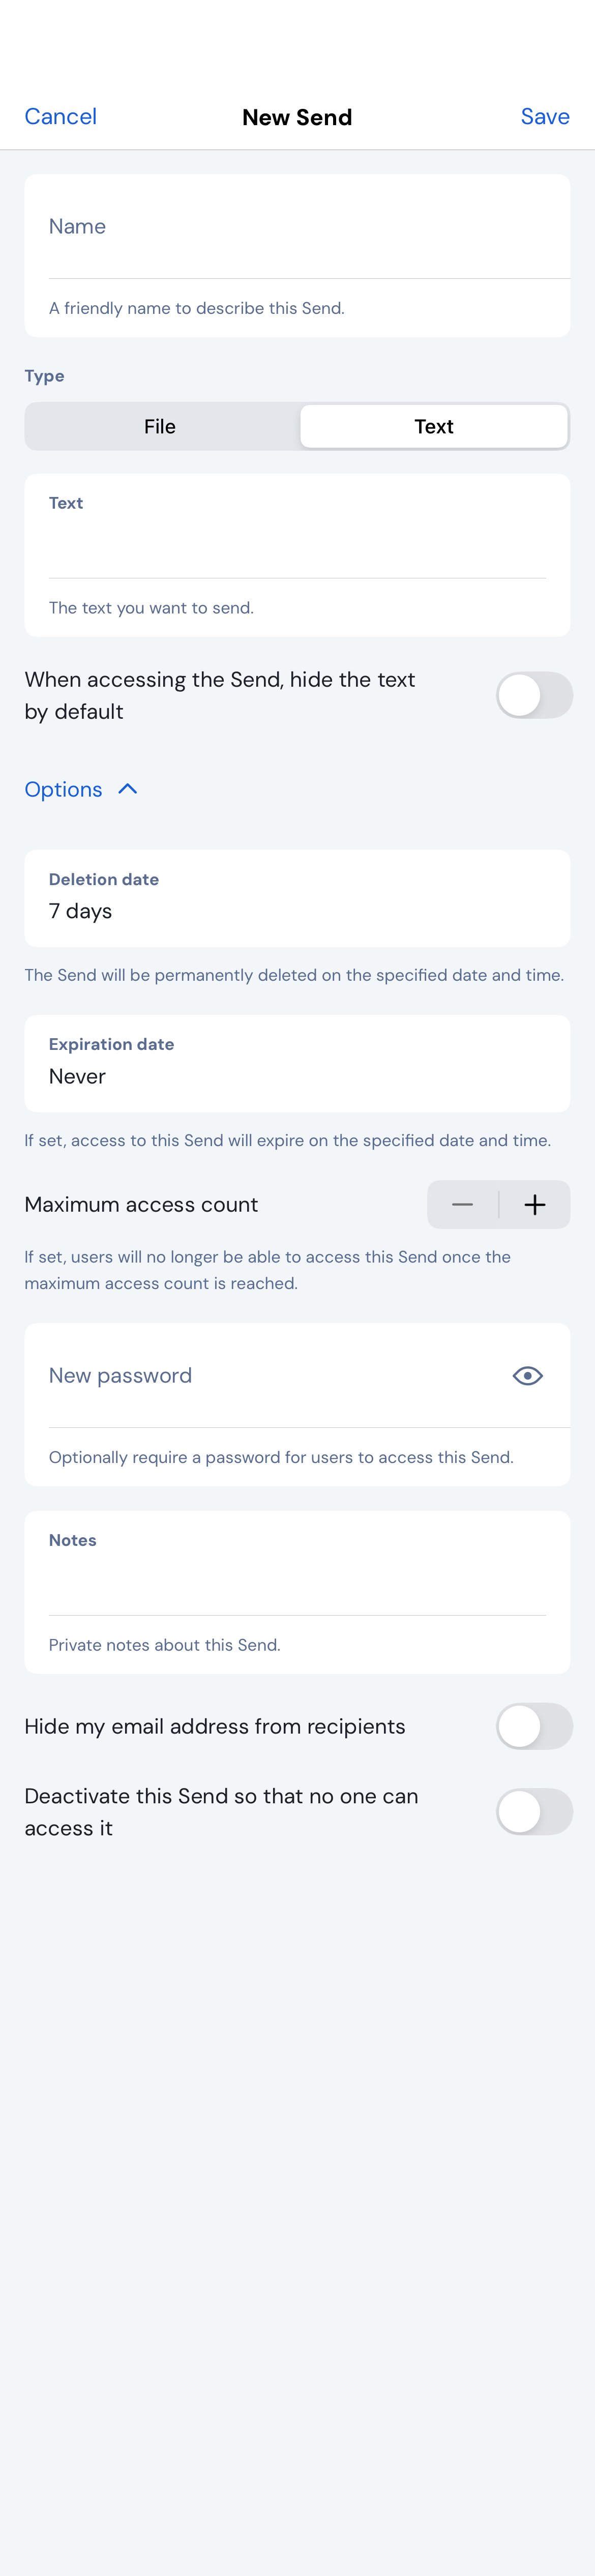 Cancel New Send Save
Name
A friendly name to describe this Send.
Type
File Text
Text
The text you want to send.
When accessing the Send, hide the text
by default
Options
Deletion date
7 days
The Send will be permanently deleted on the specified date and time.
Expiration date
Never
If set, access to this Send will expire on the specified date and time.
Maximum access count
If set, users will no longer be able to access this Send once the
maximum access count is reached.
New password
Optionally require a password for users to access this Send.
Notes
Private notes about this Send.
Hide my email address from recipients
Deactivate this Send so that no one can
access it